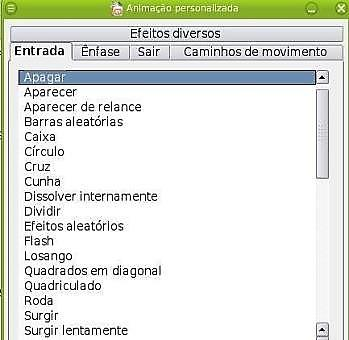 Animação personalizada
Efeitos diversos
Entrada Ênfase Sair Caminhos de movimento
Apagar
Aparecer
Aparecer de relance
Barras aleatórias
Caixa
Círculo
Cruz
Cunha
Dissolver internamente
Dividir
Efeitos aleatórios
Flash
Losango
Quadrados em diagonal
Quadriculado
Roda
Surgir
Surgir lentamente